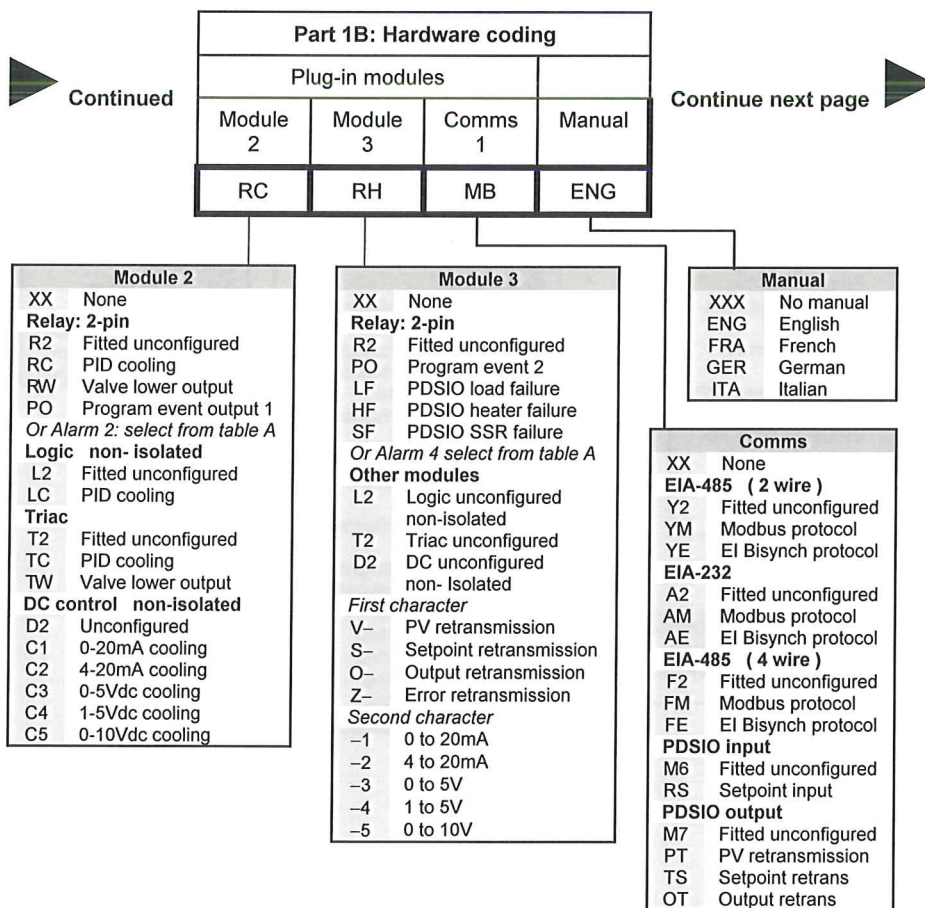 Part 1B: Hardware coding
Continued
Plug-in modules
Continue next page
Module 2
Module 3
Comms 1
Manual
RC
RH
MB
ENG
Module 2
XX None
Relay: 2-pin
R2 Fitted unconfigured
RC PID cooling
RW Valve lower output
PO Program event output 1
Or Alarm 2: select from table A
Logic non- isolated
L2 Fitted unconfigured
LC PID cooling
Triac
T2 Fitted unconfigured
TC PID cooling
TW Valve lower output
DC control non-isolated
D2 Unconfigured
C1 0-20mA cooling
C2 4-20mA cooling
C3 0-5Vdc cooling
C4 1-5Vdc cooling
C5 0-10Vdc cooling
Module 3
XX None
Relay: 2-pin
R2 Fitted unconfigured
PO Program event 2
LF PDSIO load failure
HF PDSIO heater failure
SF PDSIO SSR failure
Or Alarm 4 select from table A
Other modules
L2 Logic unconfigured
non-isolated
T2 Triac unconfigured
D2 DC unconfigured
non- Isolated
First character
V– PV retransmission
S– Setpoint retransmission
O– Output retransmission
Z– Error retransmission
Second character
–1 0 to 20mA
–2 4 to 20mA
–3 0 to 5V
–4 1 to 5V
–5 0 to 10V
Manual
XXX No manual
ENG English
FRA French
GER German
ITA Italian
Comms
XX None
EIA-485 ( 2 wire )
Y2 Fitted unconfigured
YM Modbus protocol
YE EI Bisynch protocol
EIA-232
A2 Fitted unconfigured
AM Modbus protocol
AE EI Bisynch protocol
EIA-485 ( 4 wire )
F2 Fitted unconfigured
FM Modbus protocol
FE EI Bisynch protocol
PDSIO input
M6 Fitted unconfigured
RS Setpoint input
PDSIO output
M7 Fitted unconfigured
PT PV retransmission
TS Setpoint retrans
OT Output retrans